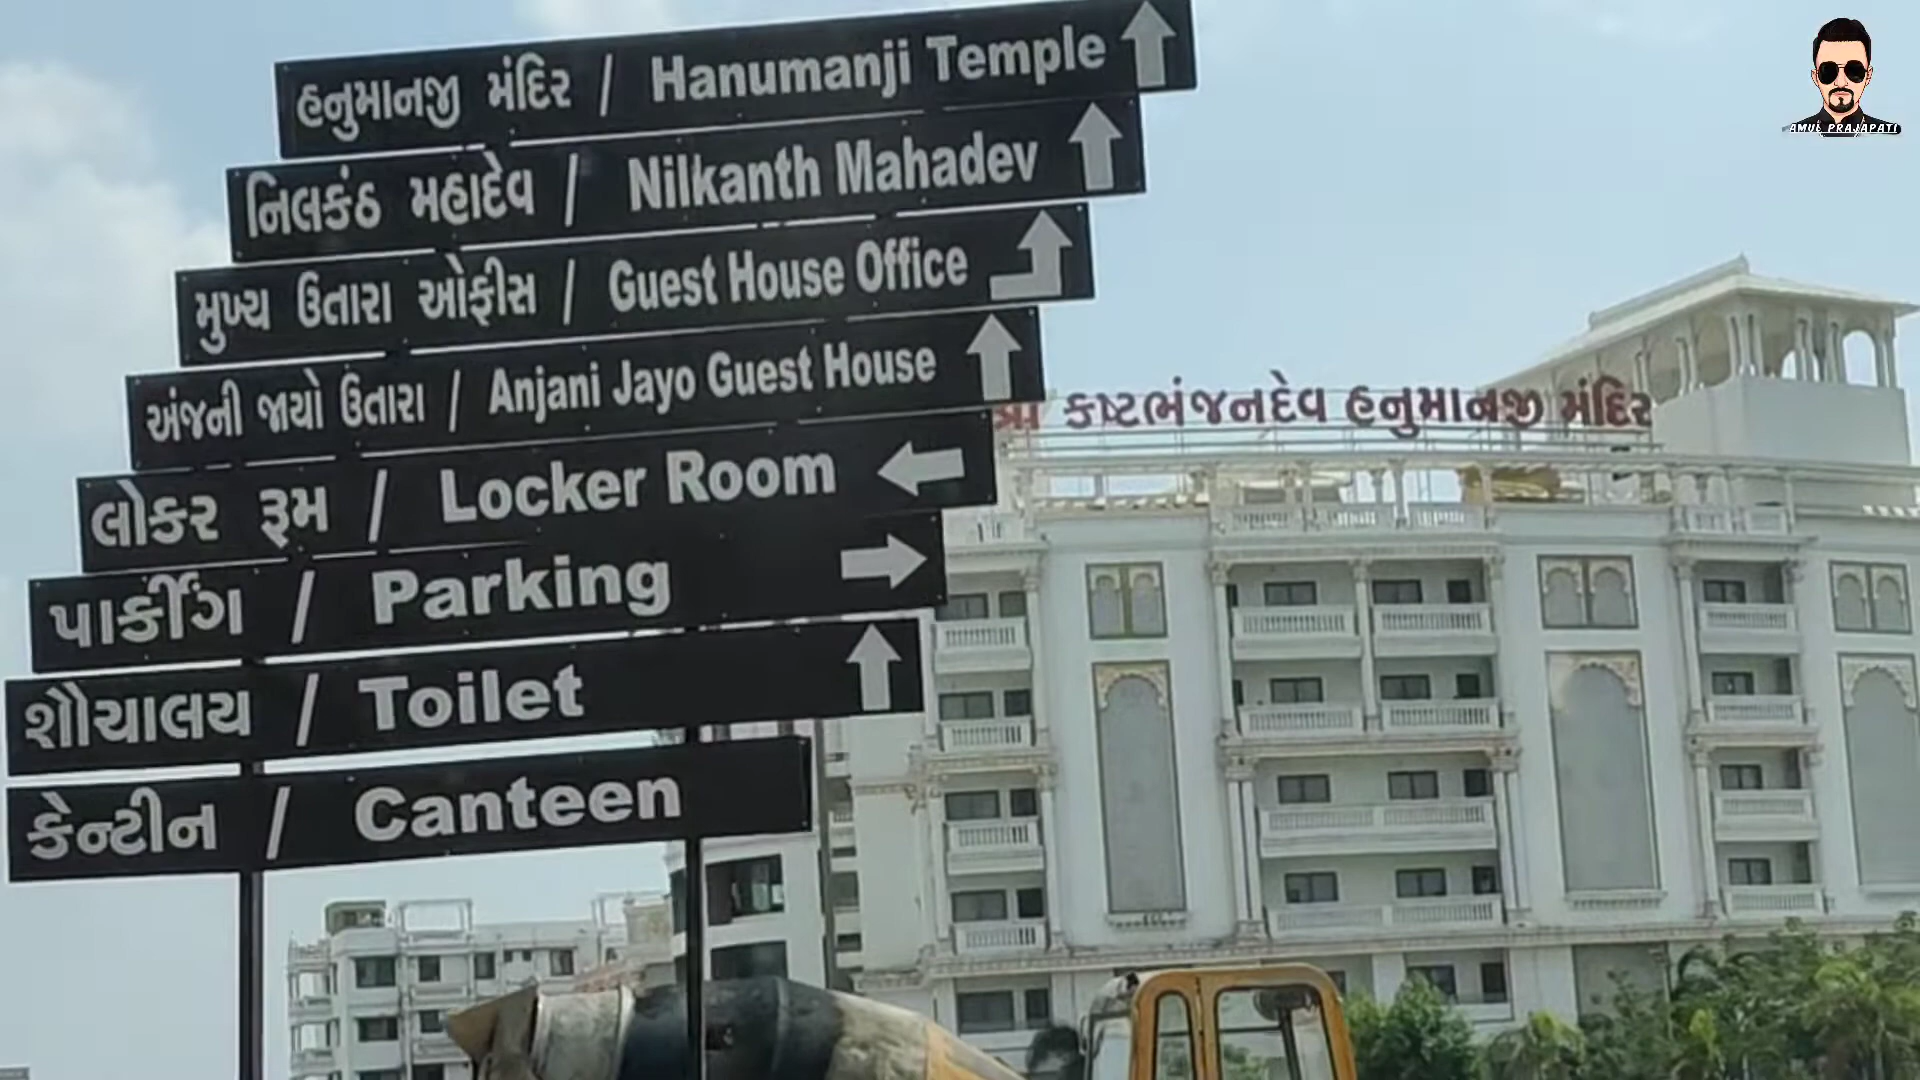 હનુમાનજી મંદિર / Hanumanji Temple
નિલકંઠ મહાદેવ / Nilkanth Mahadev
મુખ્ય ઉતારા ઓફીસ / Guest House Office
અંજની જાયો ઉતારા / Anjani Jayo Guest House
લોકર રૂમ / Locker Room
પાર્કીંગ / Parking
શૌચાલય / Toilet
કેન્ટીન / Canteen
શ્રી કષ્ટભંજનદેવ હનુમાનજી મંદિર
AMUL PRAJAPATI